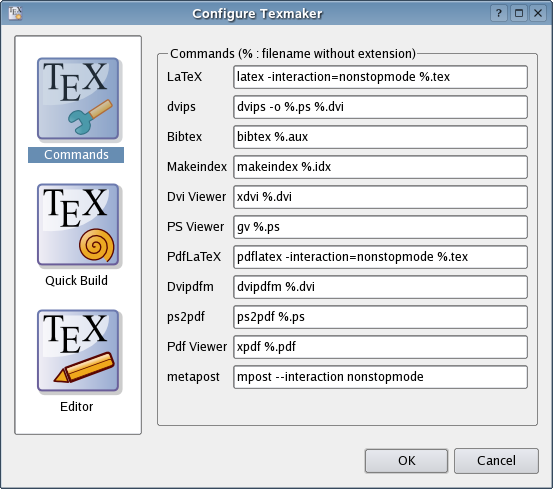 Configure Texmaker
TEX
Commands
TEX
Quick Build
TEX
Editor
Commands (% : filename without extension)
LaTeX latex -interaction=nonstopmode %.tex
dvips dvips -o %.ps %.dvi
Bibtex bibtex %.aux
Makeindex makeindex %.idx
Dvi Viewer xdvi %.dvi
PS Viewer gv %.ps
PdfLaTeX pdflatex -interaction=nonstopmode %.tex
Dvipdfm dvipdfm %.dvi
ps2pdf ps2pdf %.ps
Pdf Viewer xpdf %.pdf
metapost mpost --interaction nonstopmode
OK Cancel